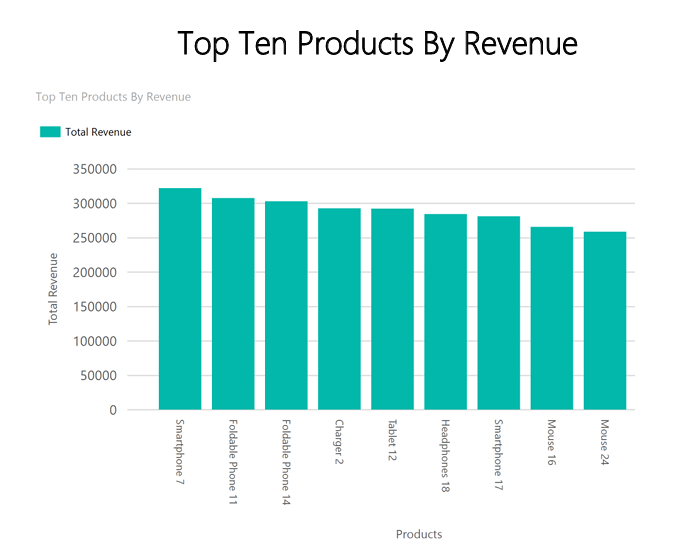 Top Ten Products By Revenue
Top Ten Products By Revenue
Total Revenue
350000
300000
250000
200000
150000
100000
50000
0
Total Revenue
Smartphone 7
Foldable Phone 11
Foldable Phone 14
Charger 2
Tablet 12
Headphones 18
Smartphone 17
Mouse 16
Mouse 24
Products